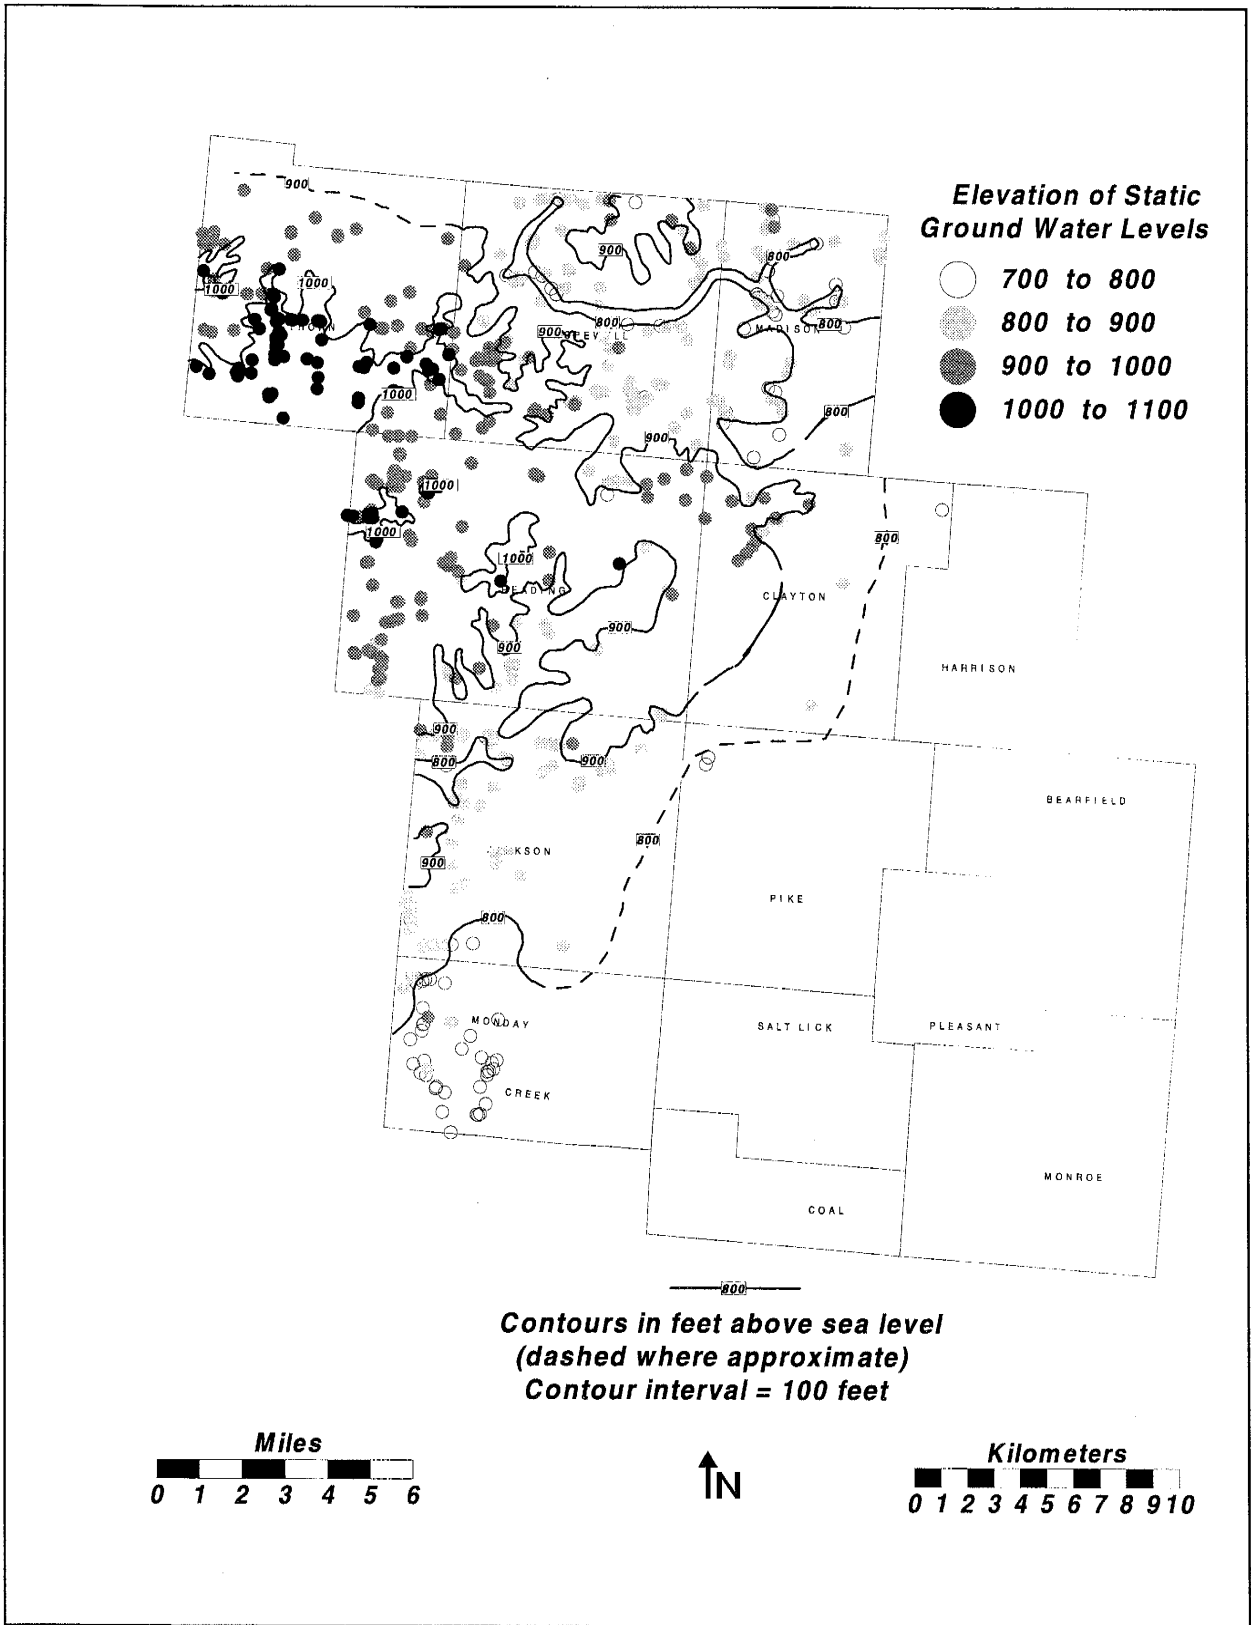 Elevation of Static
Ground Water Levels
700 to 800
800 to 900
900 to 1000
1000 to 1100
900
1000
1000
1000
900
800
900
800
MADISON
800
800
900
1000
1000
1000
READING
900
900
800
CLAYTON
HARRISON
900
800
900
BEARFIELD
800
KSON
900
PIKE
800
MONDAY
CREEK
SALT LICK
PLEASANT
MONROE
COAL
800
Contours in feet above sea level
(dashed where approximate)
Contour interval = 100 feet
Miles
0 1 2 3 4 5 6
N
Kilometers
0 1 2 3 4 5 6 7 8 9 10